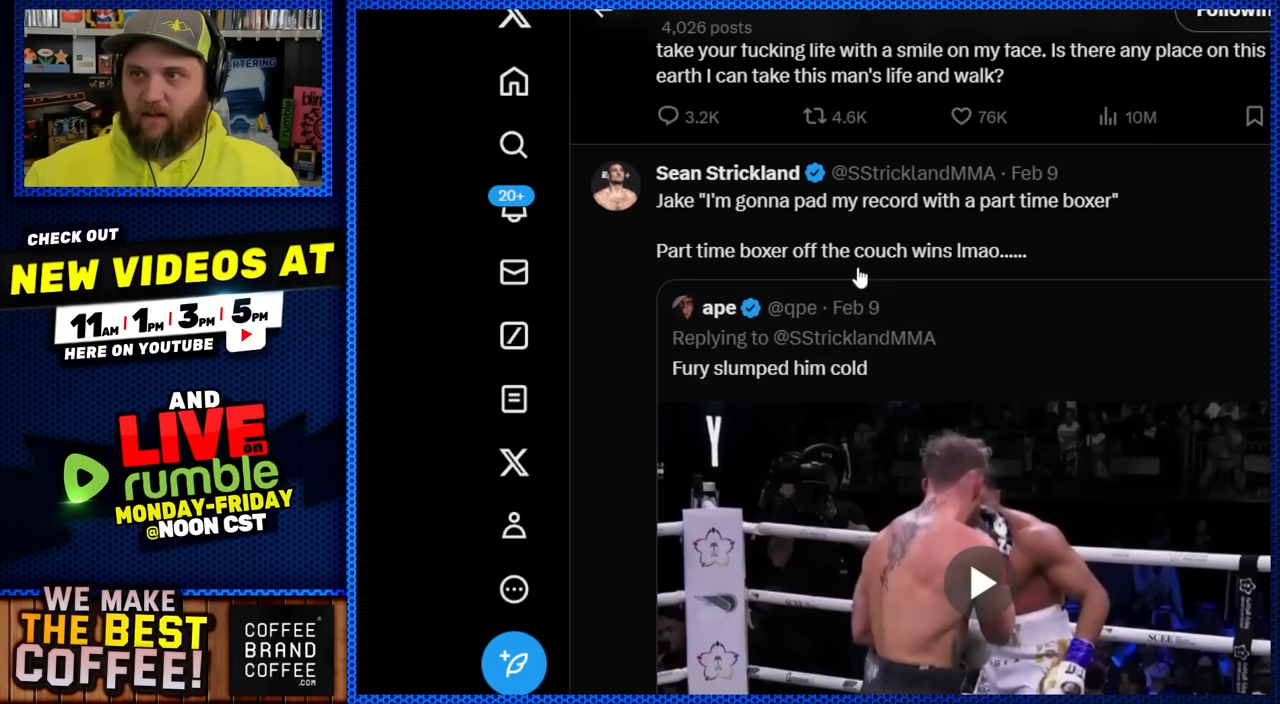 CHECK OUT
NEW VIDEOS AT
11AM | 1PM | 3PM | 5PM
HERE ON YOUTUBE
AND
LIVE on
rumble
MONDAY-FRIDAY
@NOON CST
WE MAKE
THE BEST
COFFEE!
COFFEE
BRAND
COFFEE
.COM
rumble
20+
Followin
4,026 posts
take your fucking life with a smile on my face. Is there any place on this
earth I can take this man's life and walk?
3.2K 4.6K 76K 10M
Sean Strickland @SStricklandMMA · Feb 9
Jake "I'm gonna pad my record with a part time boxer"
Part time boxer off the couch wins lmao......
ape @qpe · Feb 9
Replying to @SStricklandMMA
Fury slumped him cold
SCEE